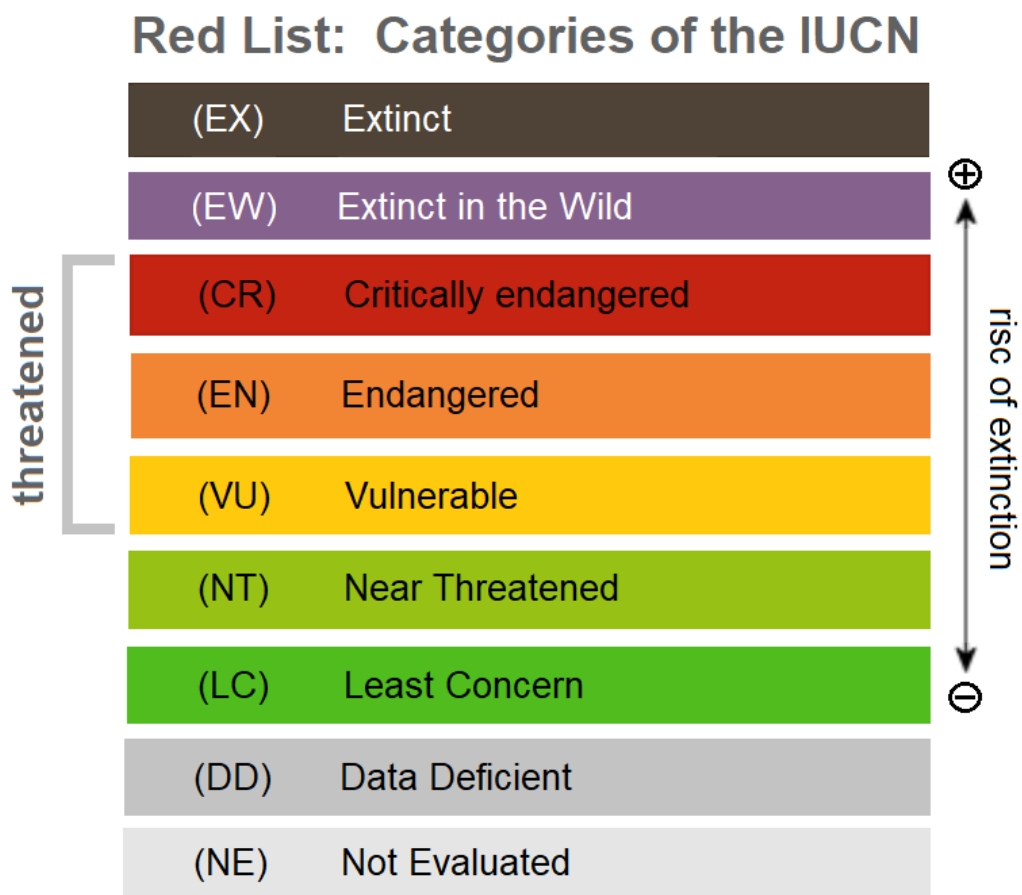 Red List: Categories of the IUCN
(EX) Extinct
(EW) Extinct in the Wild
(CR) Critically endangered
(EN) Endangered
(VU) Vulnerable
(NT) Near Threatened
(LC) Least Concern
(DD) Data Deficient
(NE) Not Evaluated
threatened
risc of extinction